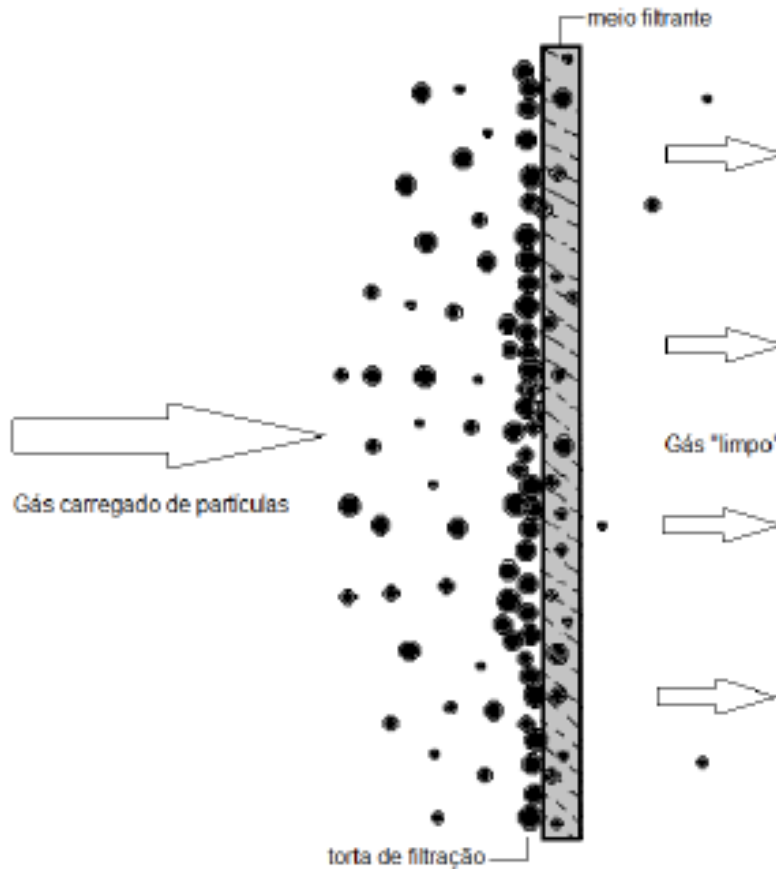 meio filtrante
Gás "limpo"
Gás carregado de partículas
torta de filtração